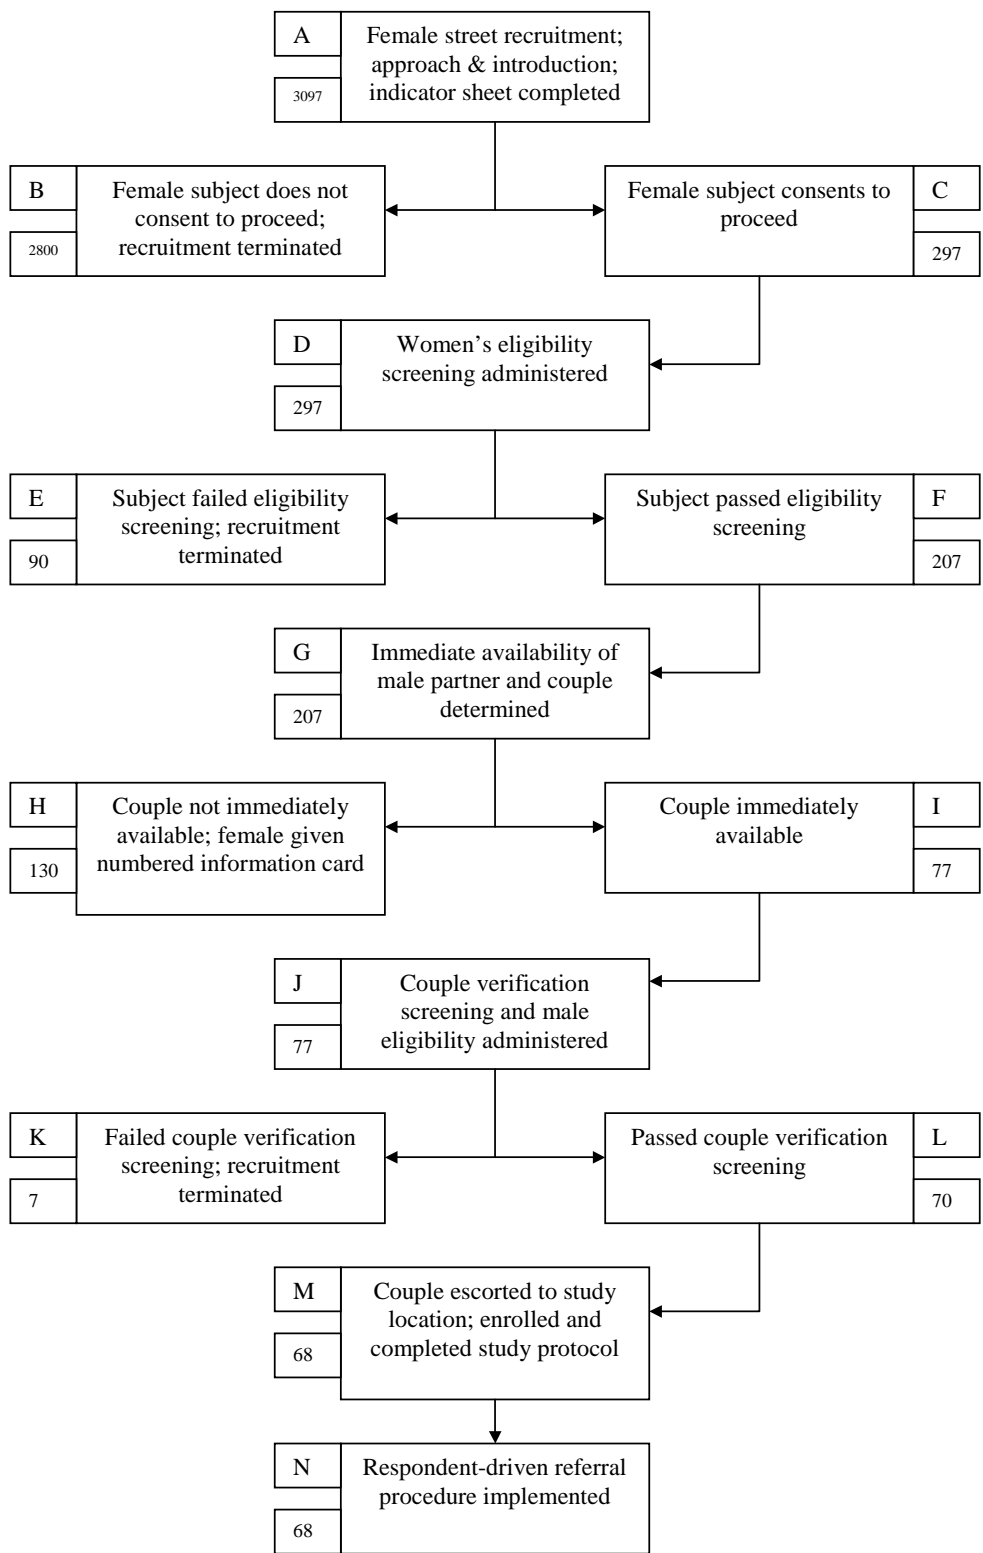 A
Female street recruitment;
approach & introduction;
indicator sheet completed
3097
B
Female subject does not
consent to proceed;
recruitment terminated
2800
Female subject consents to
proceed
C
297
D
Women’s eligibility
screening administered
297
E
Subject failed eligibility
screening; recruitment
terminated
90
Subject passed eligibility
screening
F
207
G
Immediate availability of
male partner and couple
determined
207
H
Couple not immediately
available; female given
numbered information card
130
Couple immediately
available
I
77
J
Couple verification
screening and male
eligibility administered
77
K
Failed couple verification
screening; recruitment
terminated
7
Passed couple verification
screening
L
70
M
Couple escorted to study
location; enrolled and
completed study protocol
68
N
Respondent-driven referral
procedure implemented
68